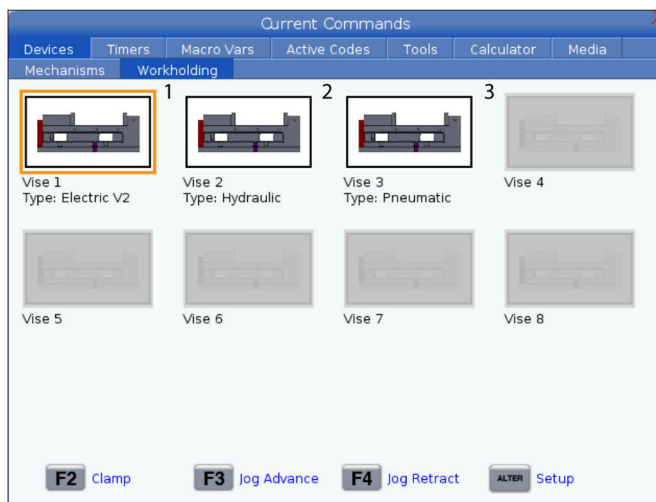 Current Commands
Devices Timers Macro Vars Active Codes Tools Calculator Media
Mechanisms Workholding
1 2 3
Vise 1 Vise 2 Vise 3 Vise 4
Type: Electric V2 Type: Hydraulic Type: Pneumatic
Vise 5 Vise 6 Vise 7 Vise 8
F2 Clamp F3 Jog Advance F4 Jog Retract ALTER Setup